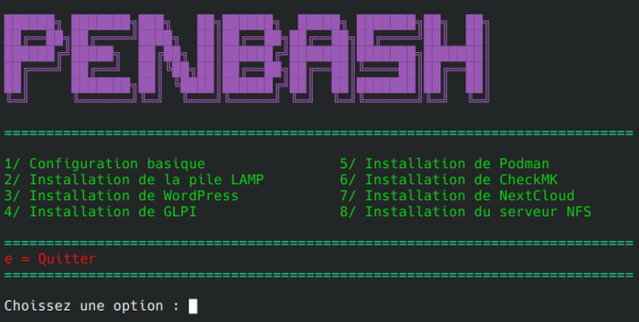 PENBASH
1/ Configuration basique
2/ Installation de la pile LAMP
3/ Installation de WordPress
4/ Installation de GLPI
5/ Installation de Podman
6/ Installation de CheckMK
7/ Installation de NextCloud
8/ Installation du serveur NFS
e = Quitter
Choissez une option :